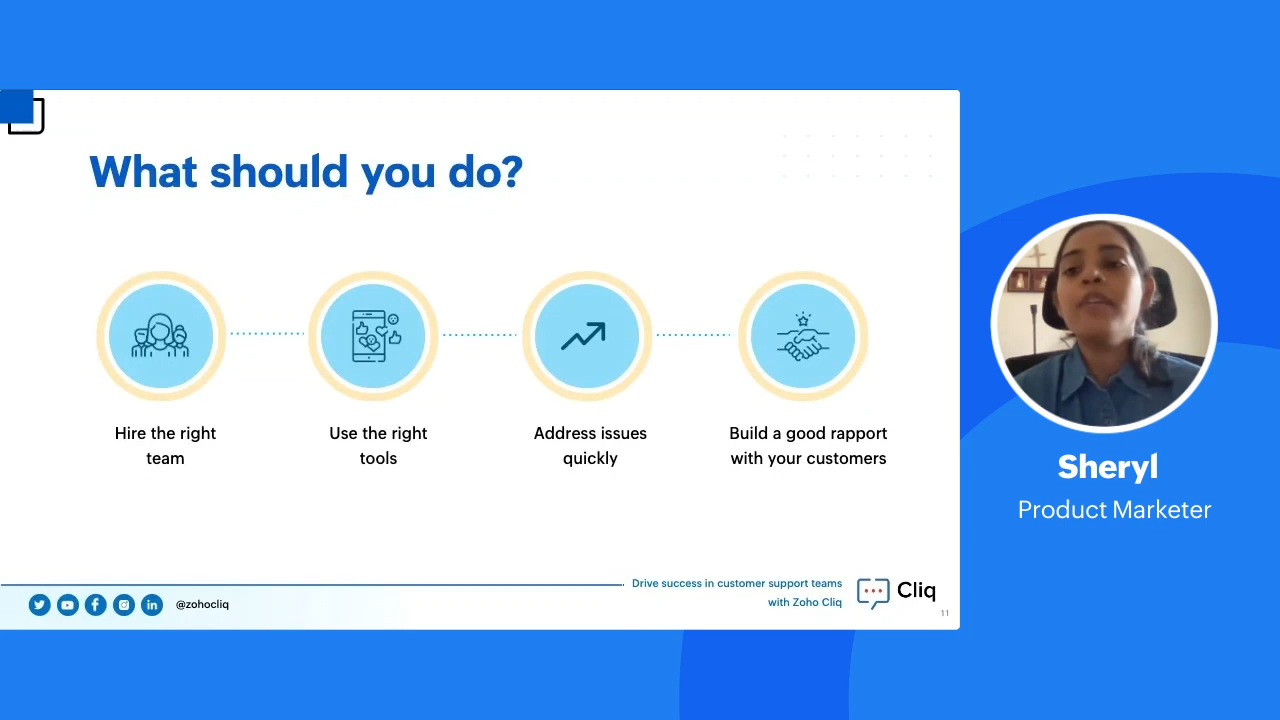 What should you do?
Hire the right
team
Use the right
tools
Address issues
quickly
Build a good rapport
with your customers
Sheryl
Product Marketer
Drive success in customer support teams
with Zoho Cliq
Cliq
@zohocliq
11